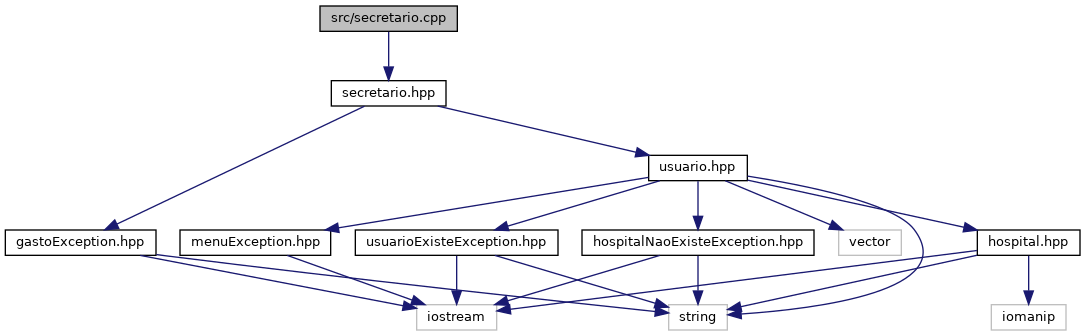 src/secretario.cpp
secretario.hpp
usuario.hpp
gastoException.hpp
menuException.hpp
usuarioExisteException.hpp
hospitalNaoExisteException.hpp
vector
hospital.hpp
iostream
string
iomanip